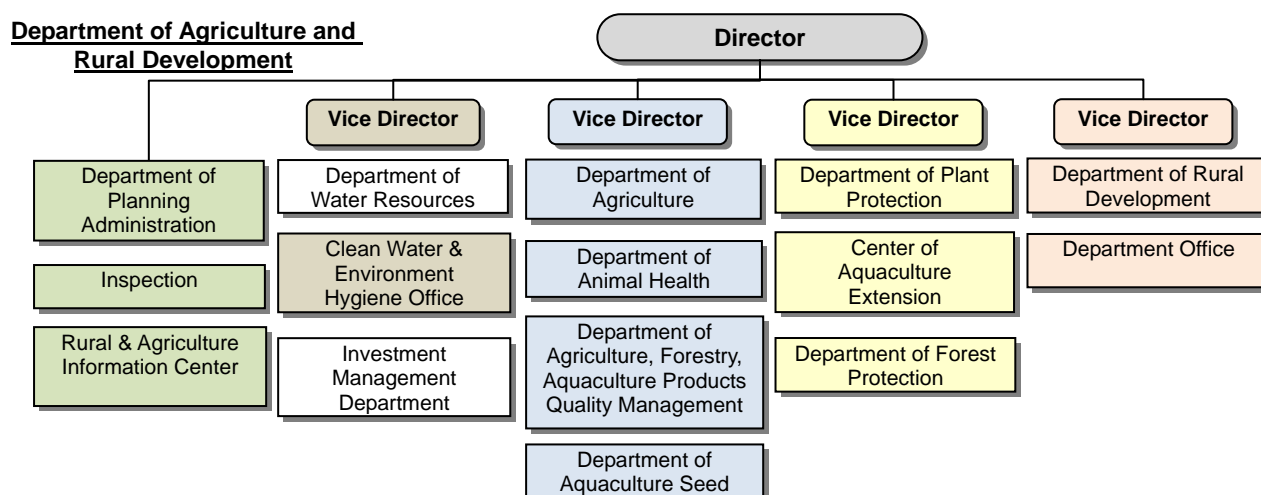 Department of Agriculture and
Rural Development
Director
Vice Director
Vice Director
Vice Director
Vice Director
Department of
Planning
Administration
Inspection
Rural & Agriculture
Information Center
Department of
Water Resources
Clean Water &
Environment
Hygiene Office
Investment
Management
Department
Department of
Agriculture
Department of
Animal Health
Department of
Agriculture, Forestry,
Aquaculture Products
Quality Management
Department of
Aquaculture Seed
Department of Plant
Protection
Center of
Aquaculture
Extension
Department of Forest
Protection
Department of Rural
Development
Department Office